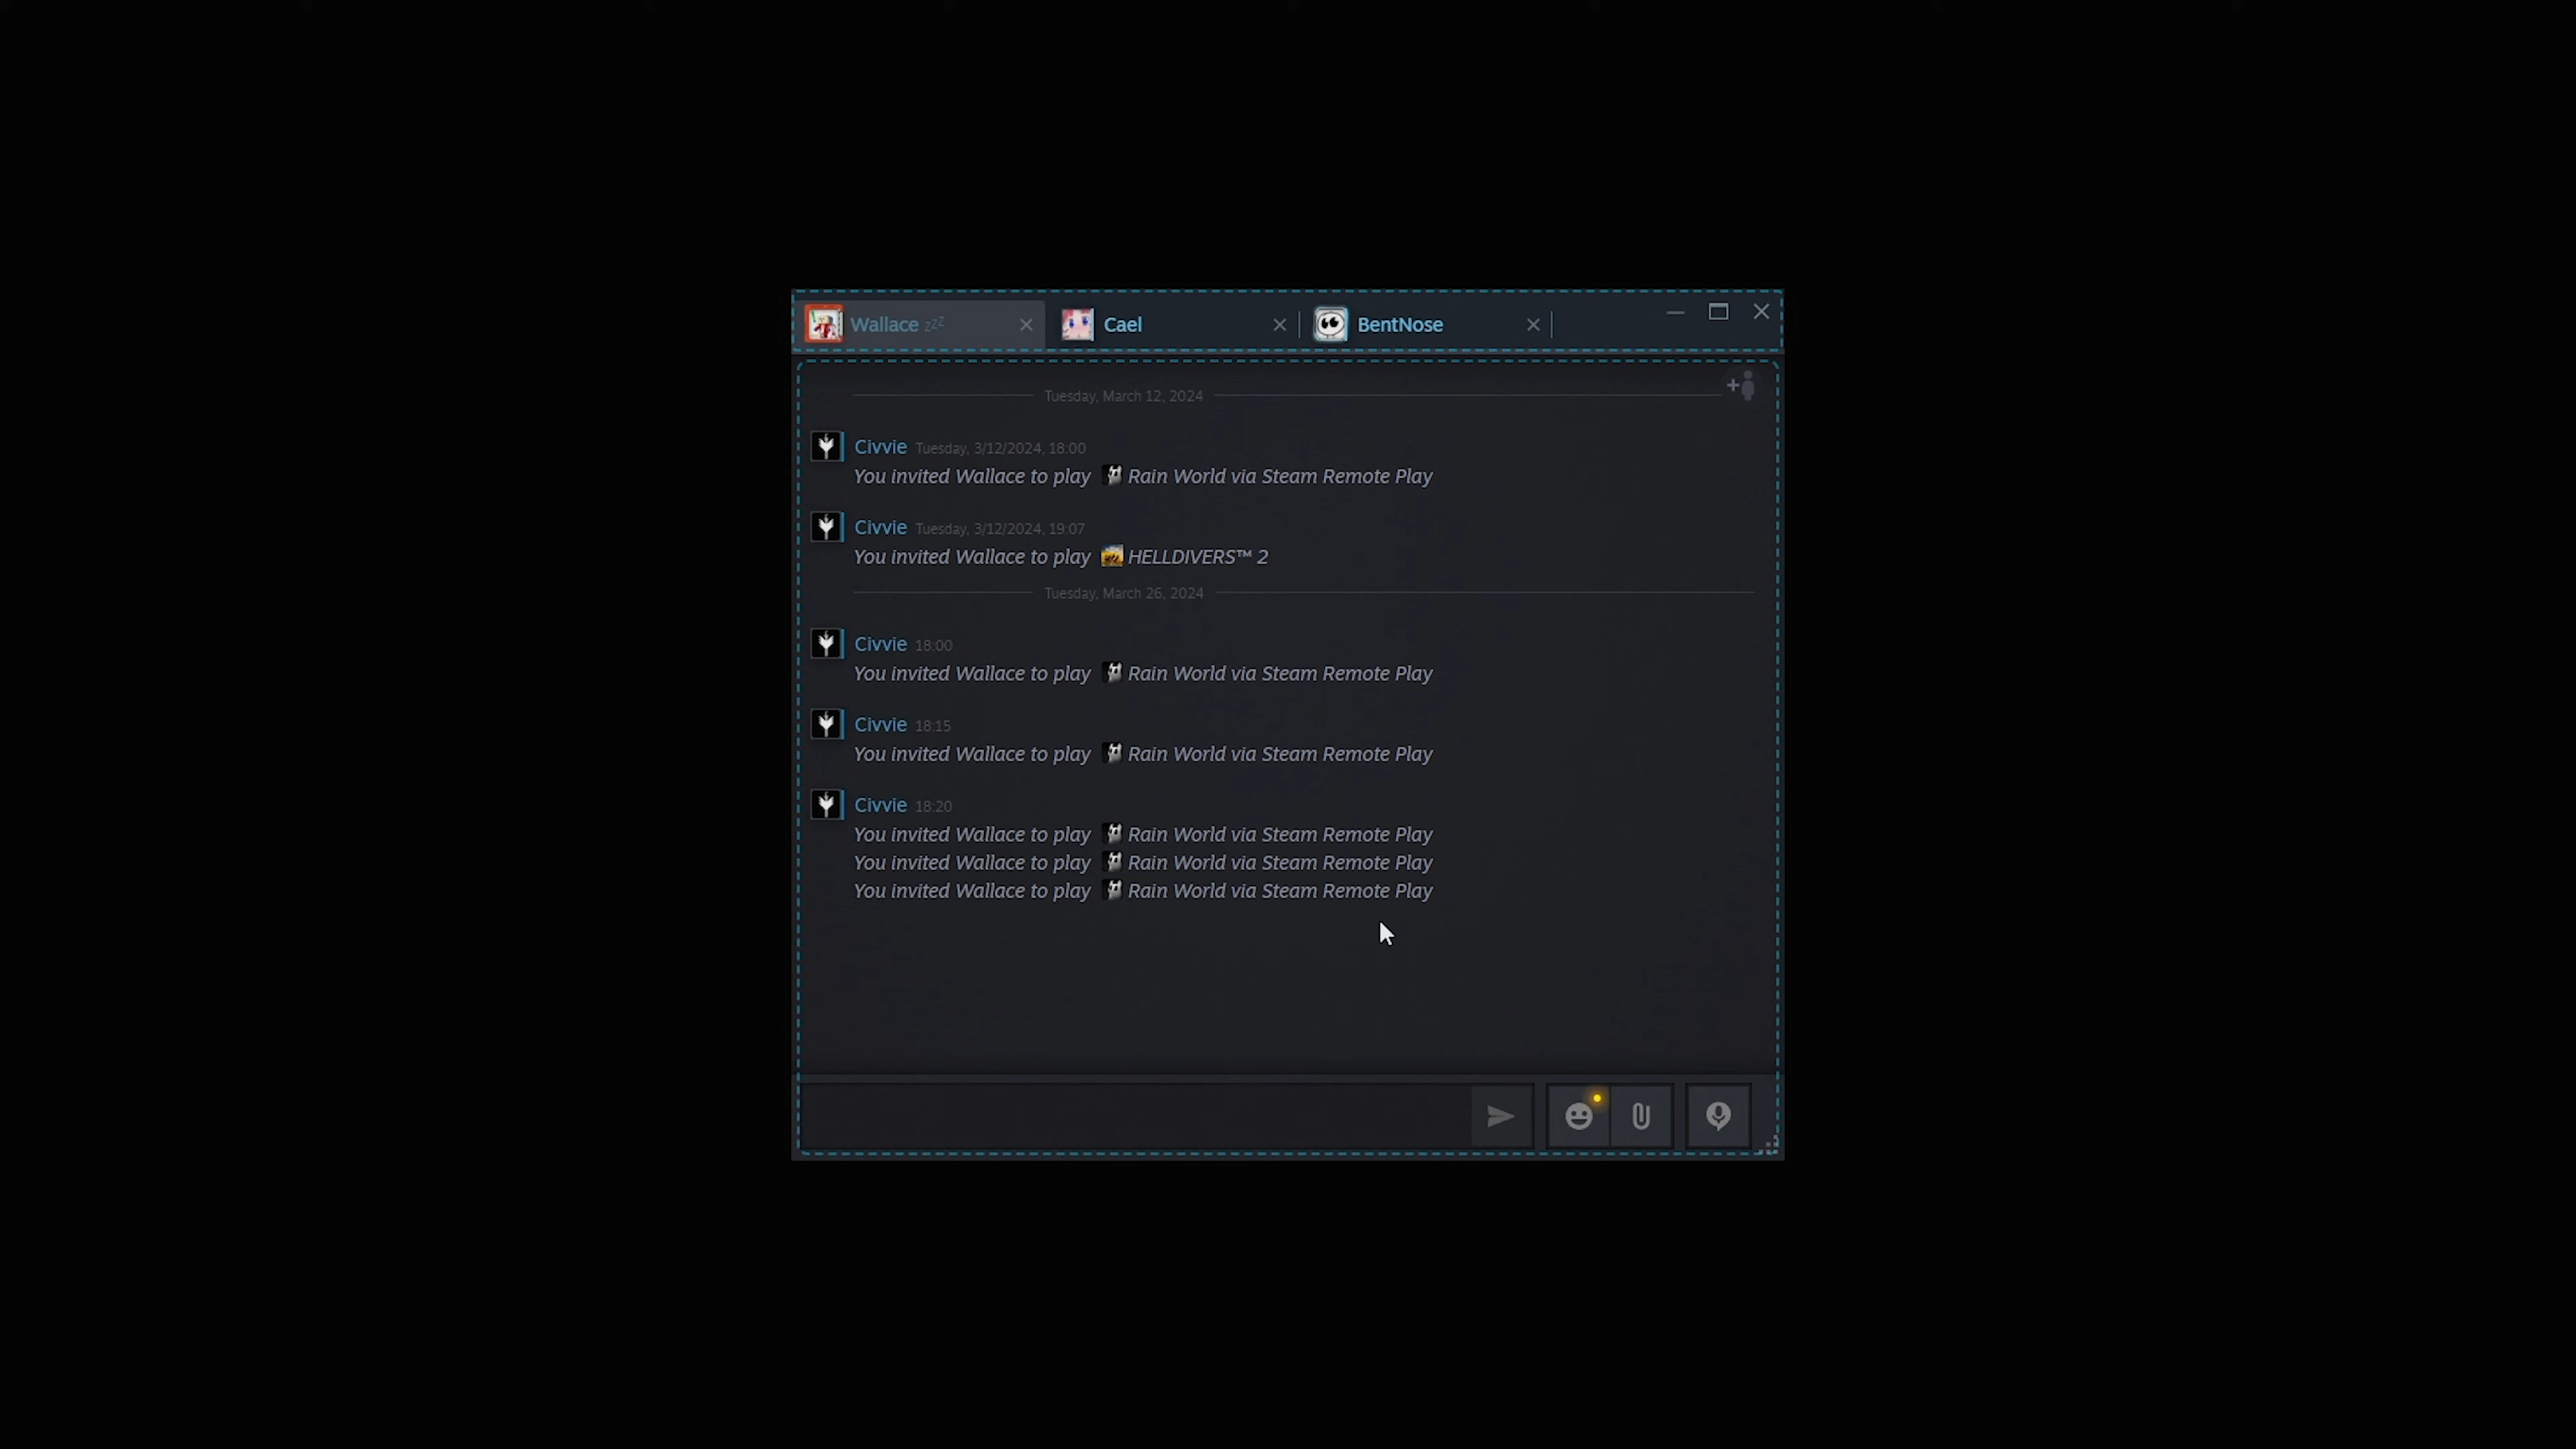 Wallace zzZ
Cael
BentNose
Tuesday, March 12, 2024
Civvie Tuesday, 3/12/2024, 18:00
You invited Wallace to play Rain World via Steam Remote Play
Civvie Tuesday, 3/12/2024, 19:07
You invited Wallace to play HELLDIVERS™ 2
Tuesday, March 26, 2024
Civvie 18:00
You invited Wallace to play Rain World via Steam Remote Play
Civvie 18:15
You invited Wallace to play Rain World via Steam Remote Play
Civvie 18:20
You invited Wallace to play Rain World via Steam Remote Play
You invited Wallace to play Rain World via Steam Remote Play
You invited Wallace to play Rain World via Steam Remote Play